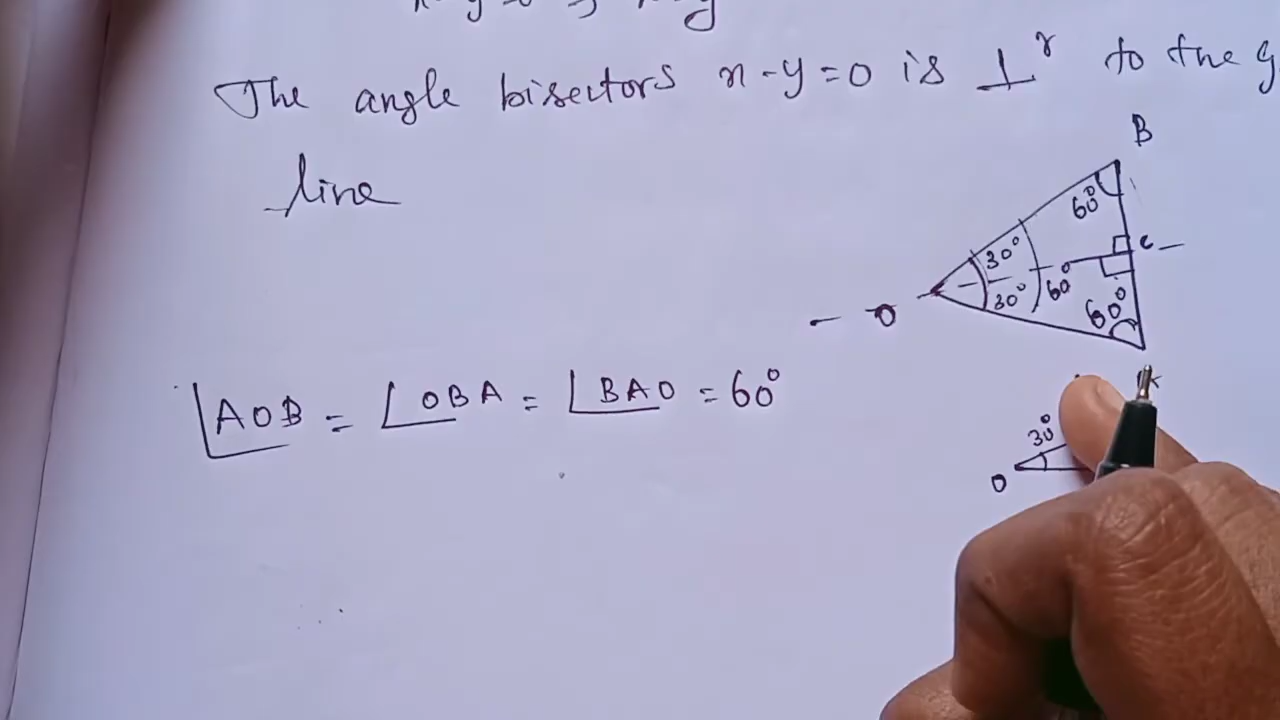 The angle bisectors x-y=0 is ⊥ʳ to the
line
B
60°
C
30°
30°
60°
60°
O
∠AOB = ∠OBA = ∠BAO = 60°
30°
O